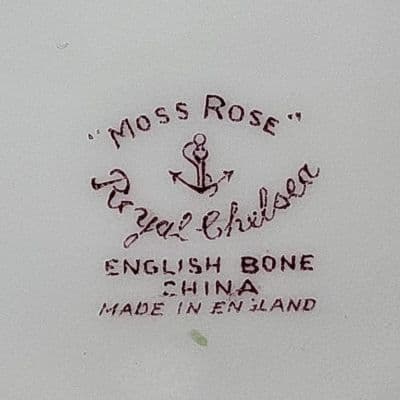 "MOSS ROSE"
Royal Chelsea
ENGLISH BONE
CHINA
MADE IN ENGLAND